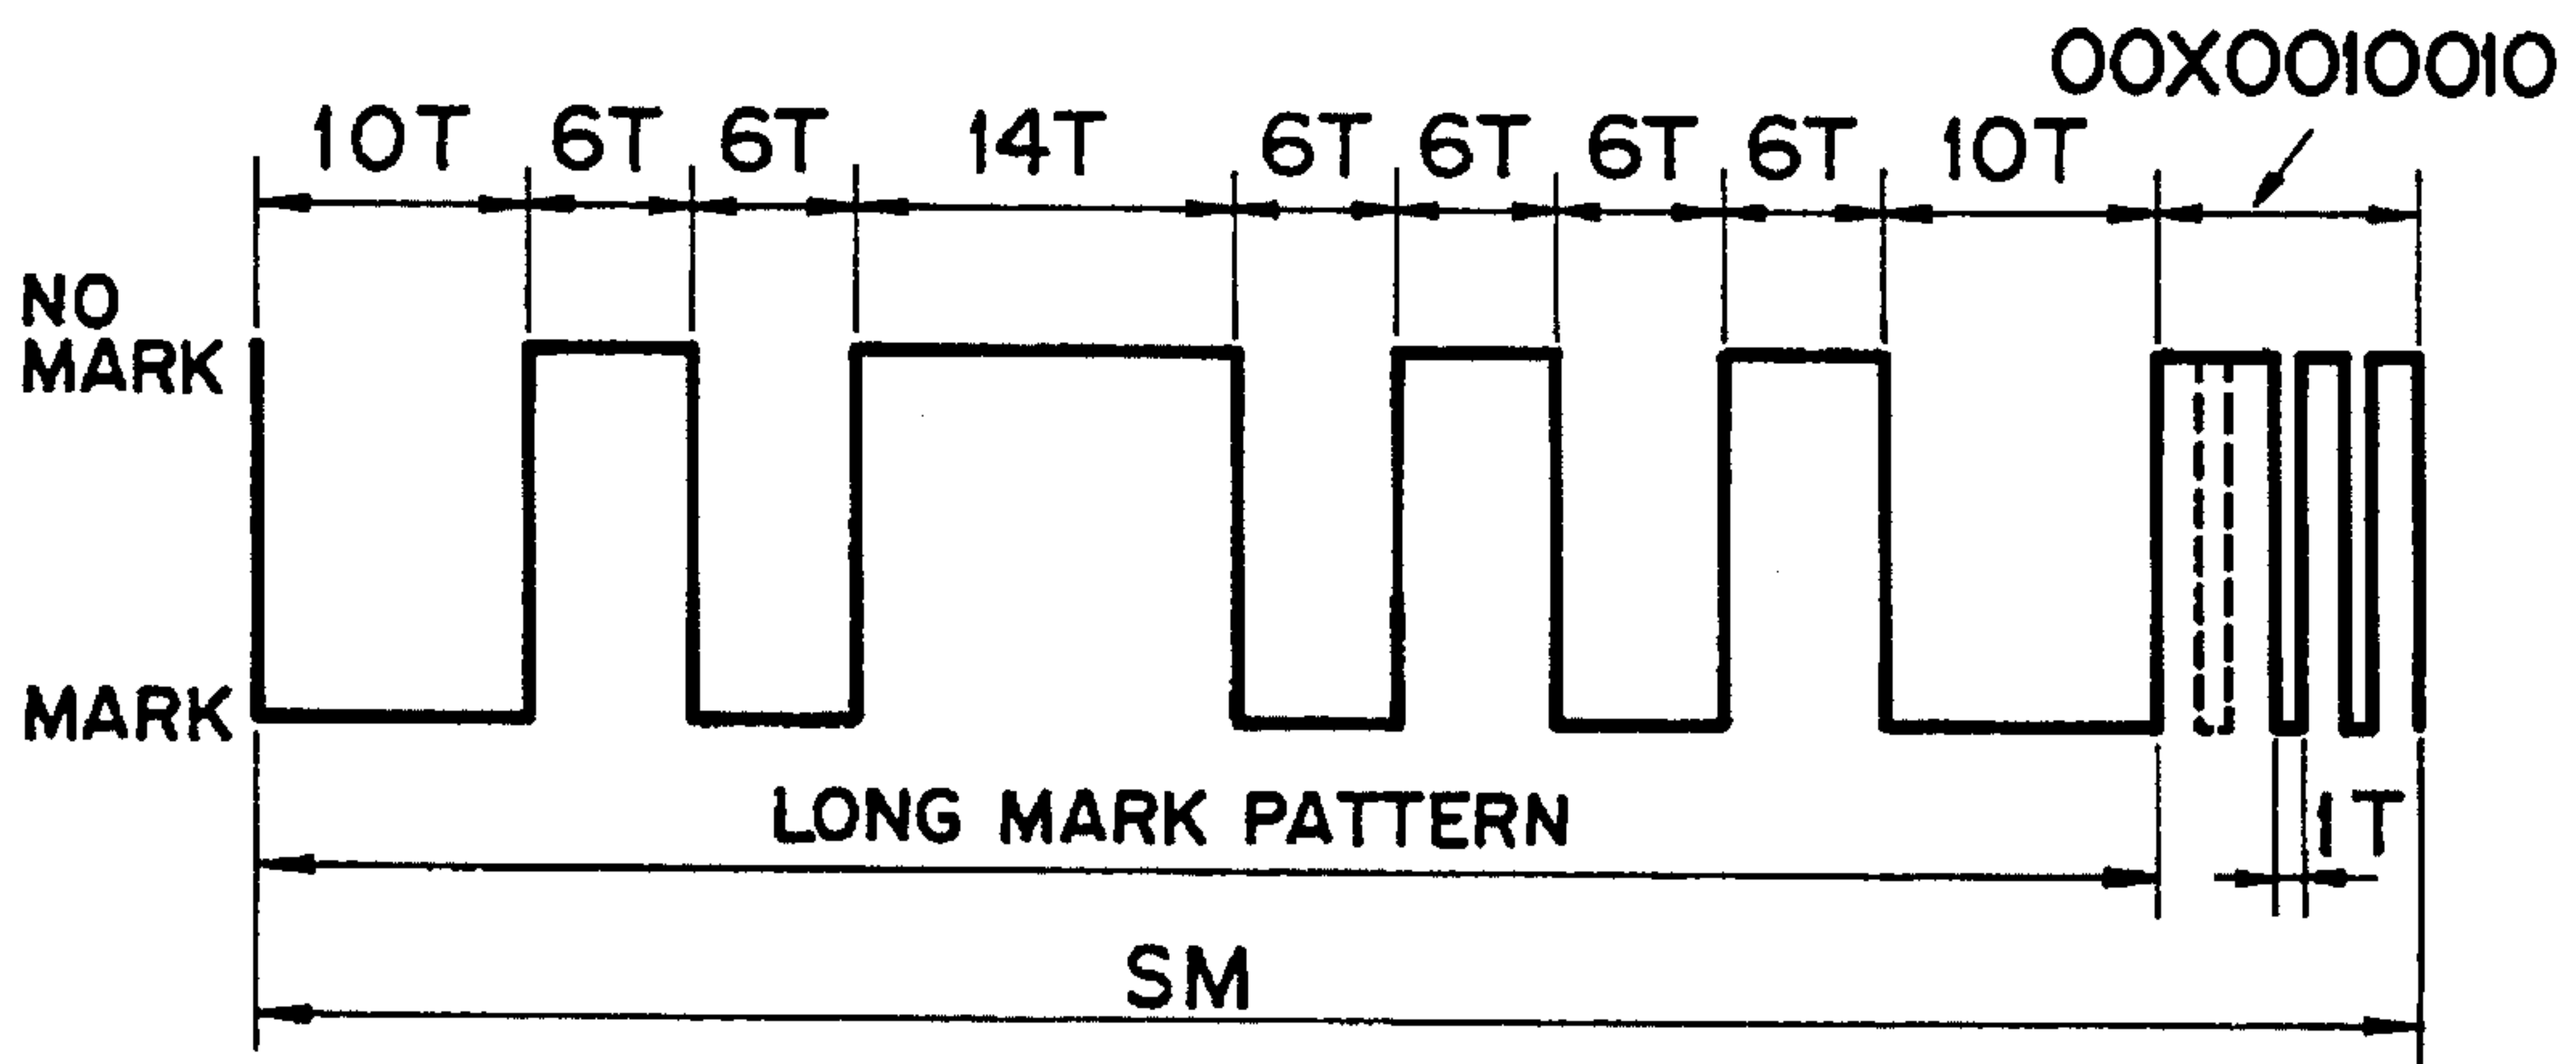 00X0010010
10T 6T 6T 14T 6T 6T 6T 6T 10T
NO
MARK
MARK
LONG MARK PATTERN
1T
SM